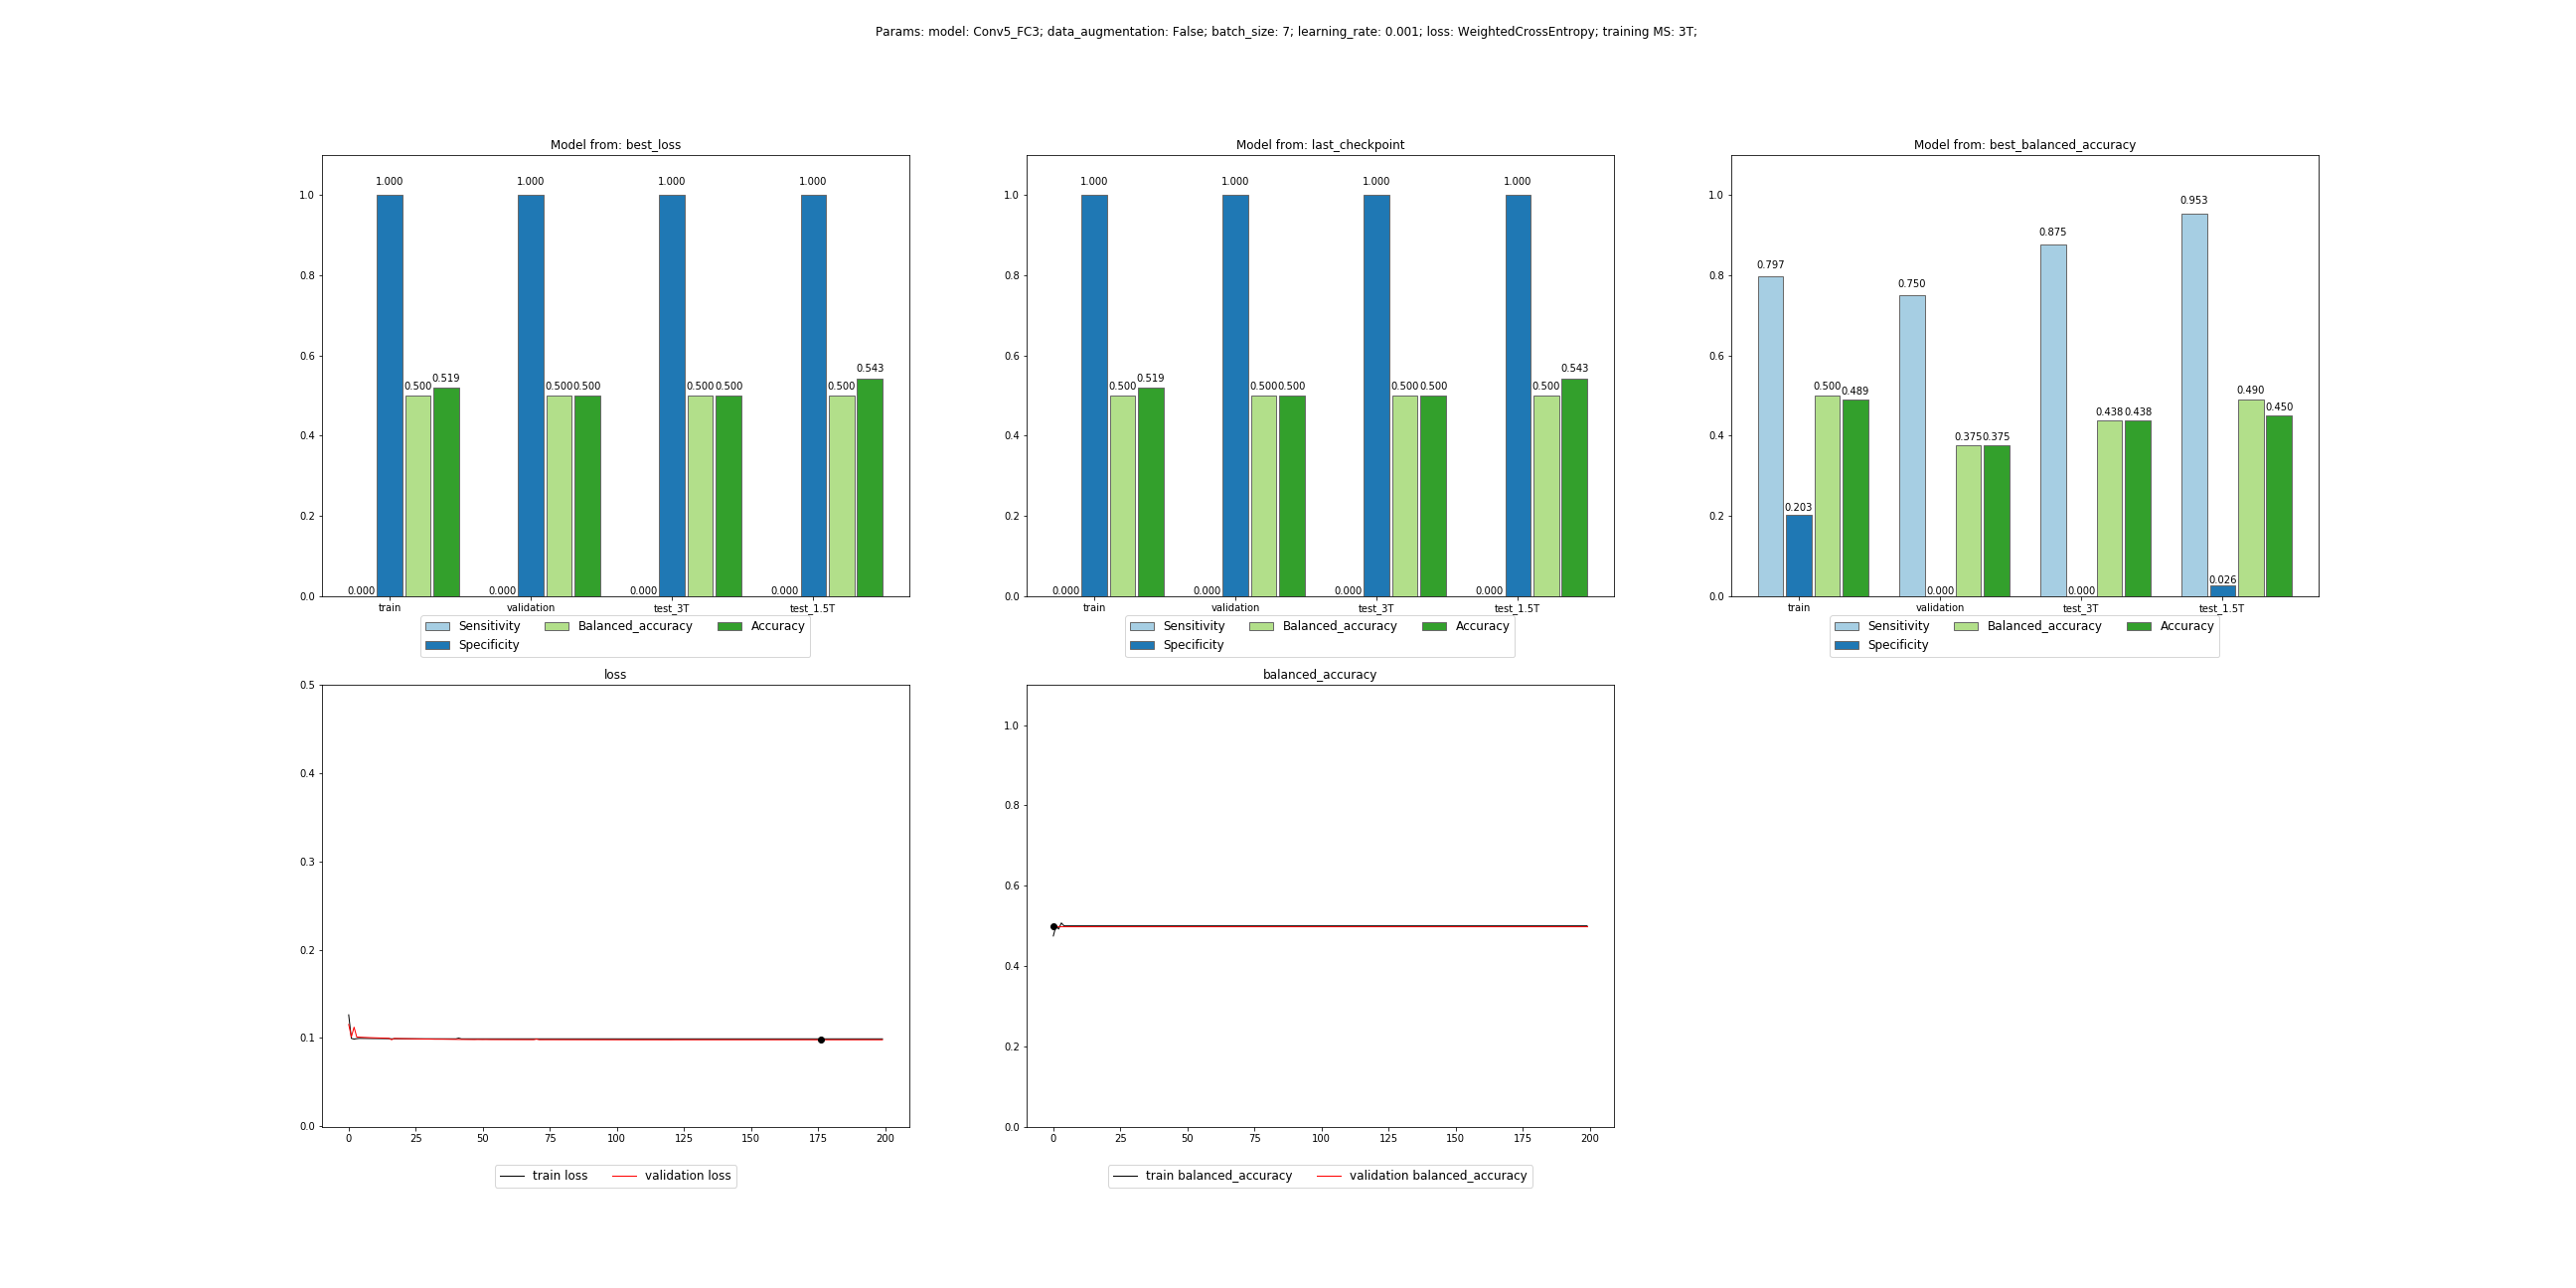 Params: model: Conv5_FC3; data_augmentation: False; batch_size: 7; learning_rate: 0.001; loss: WeightedCrossEntropy; training MS: 3T;
Model from: best_loss
1.000 1.000 1.000 1.000
1.0
0.8
0.6
0.4
0.2
0.0
0.500 0.519 0.500 0.500 0.500 0.500 0.500 0.543
0.000 0.000 0.000 0.000
train validation test_3T test_1.5T
Sensitivity Balanced_accuracy Accuracy
Specificity
Model from: last_checkpoint
1.000 1.000 1.000 1.000
1.0
0.8
0.6
0.4
0.2
0.0
0.500 0.519 0.500 0.500 0.500 0.500 0.500 0.543
0.000 0.000 0.000 0.000
train validation test_3T test_1.5T
Sensitivity Balanced_accuracy Accuracy
Specificity
Model from: best_balanced_accuracy
1.0
0.8
0.6
0.4
0.2
0.0
0.797 0.203 0.500 0.489
0.750 0.000 0.375 0.375
0.875 0.000 0.438 0.438
0.953 0.026 0.490 0.450
train validation test_3T test_1.5T
Sensitivity Balanced_accuracy Accuracy
Specificity
loss
0.5
0.4
0.3
0.2
0.1
0.0
0 25 50 75 100 125 150 175 200
train loss validation loss
balanced_accuracy
1.0
0.8
0.6
0.4
0.2
0.0
0 25 50 75 100 125 150 175 200
train balanced_accuracy validation balanced_accuracy